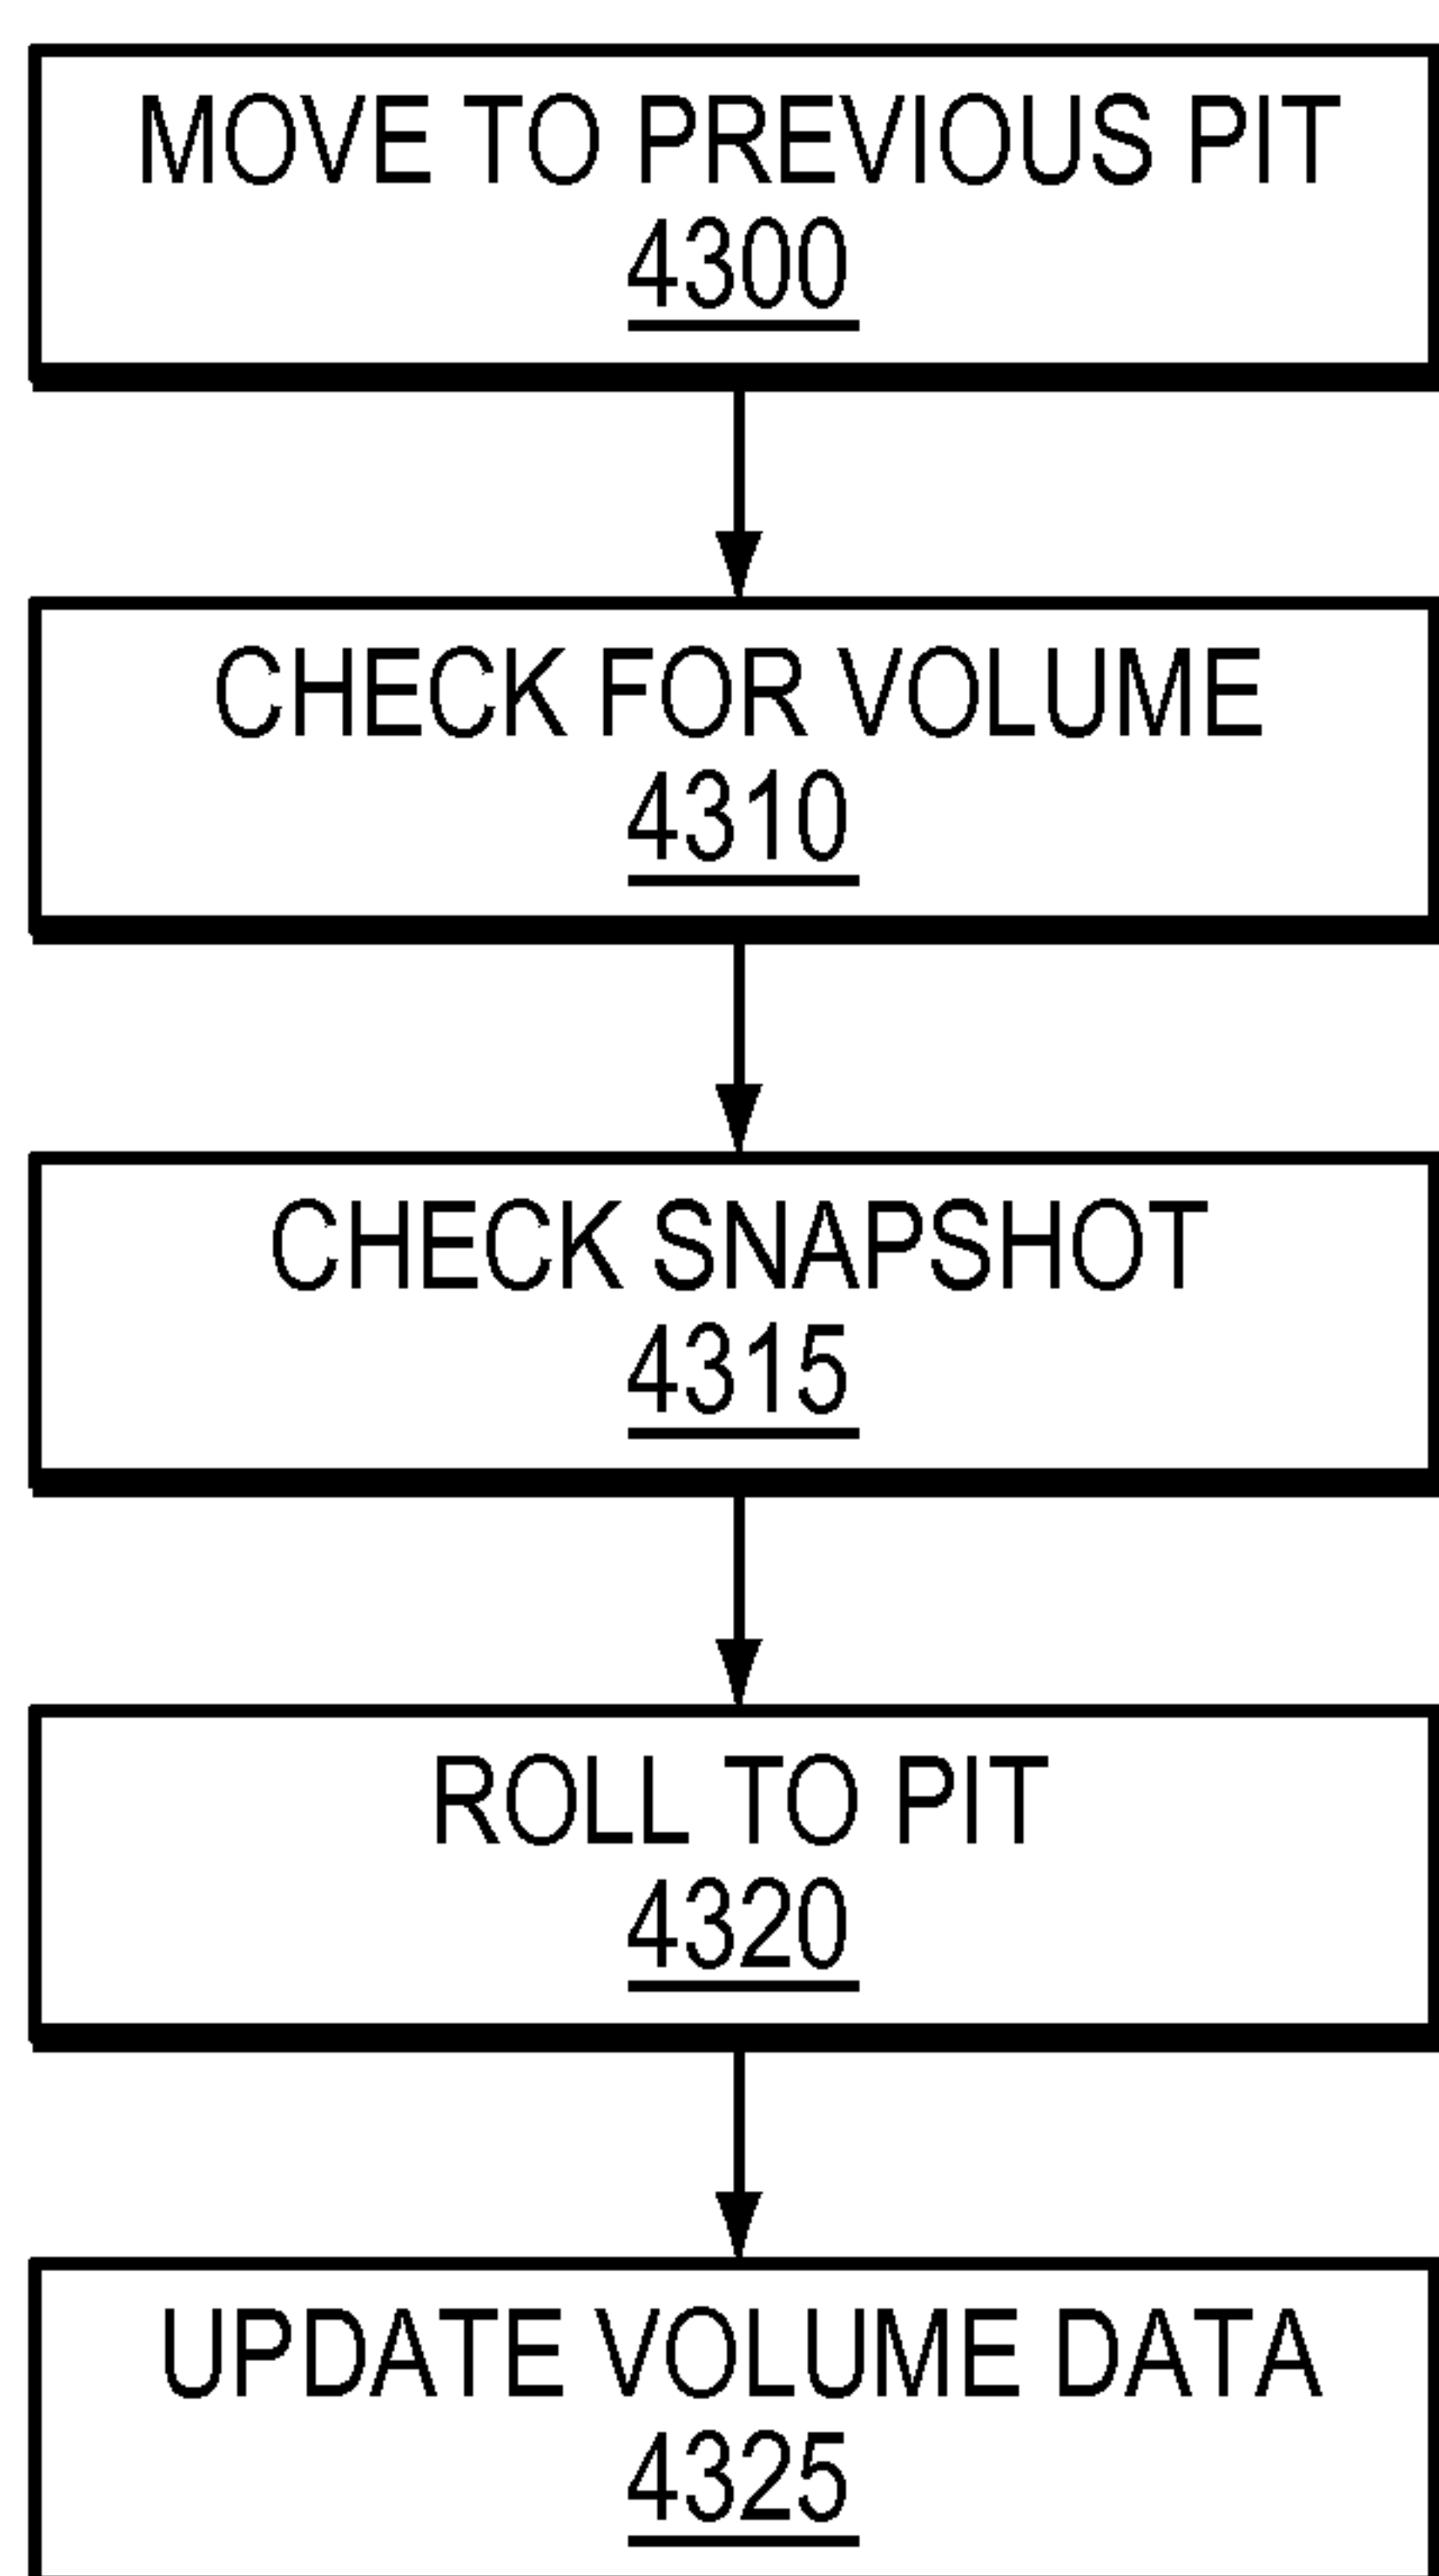 MOVE TO PREVIOUS PIT
4300
CHECK FOR VOLUME
4310
CHECK SNAPSHOT
4315
ROLL TO PIT
4320
UPDATE VOLUME DATA
4325